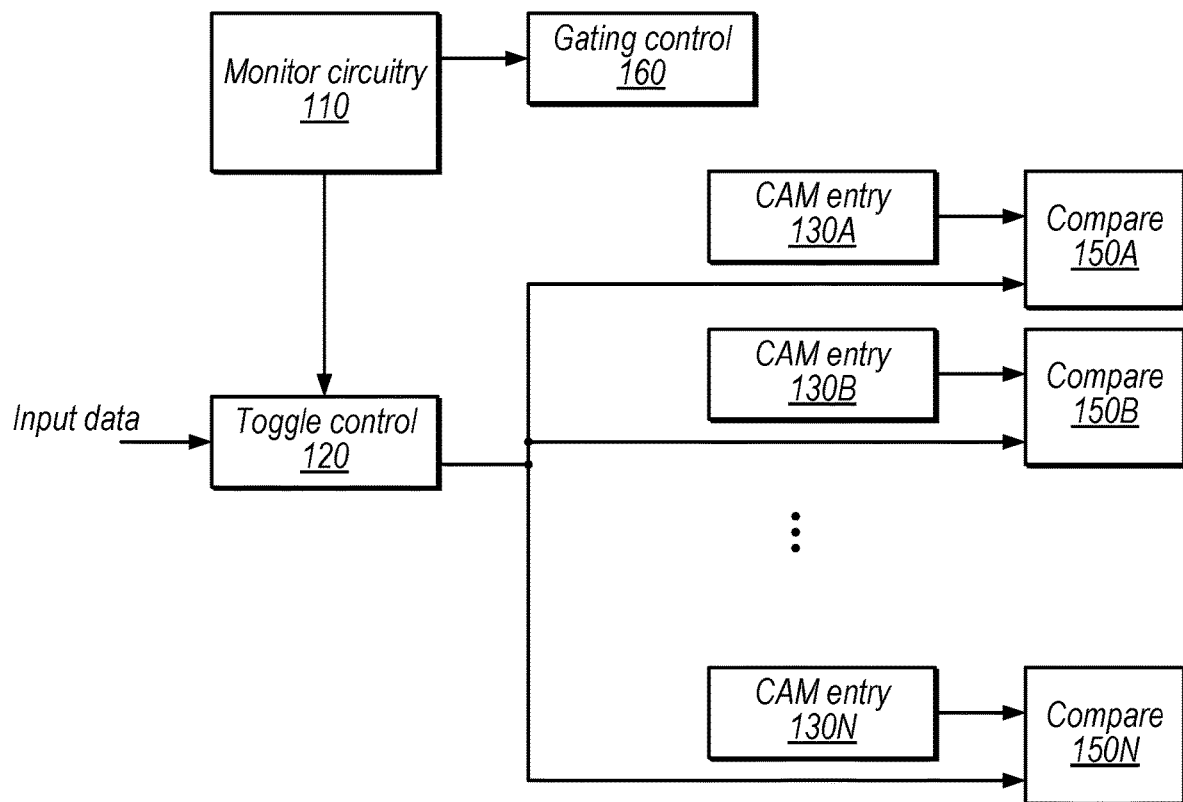 Monitor circuitry
110
Gating control
160
CAM entry
130A
Compare
150A
CAM entry
130B
Compare
150B
Input data
Toggle control
120
CAM entry
130N
Compare
150N